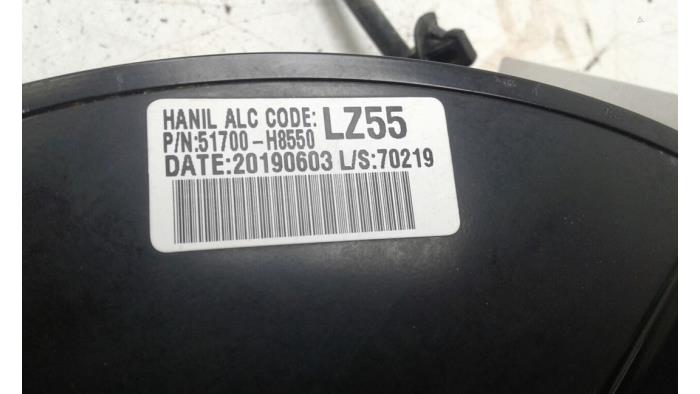 HANIL ALC CODE: LZ55
P/N:51700-H8550
DATE:20190603 L/S:70219